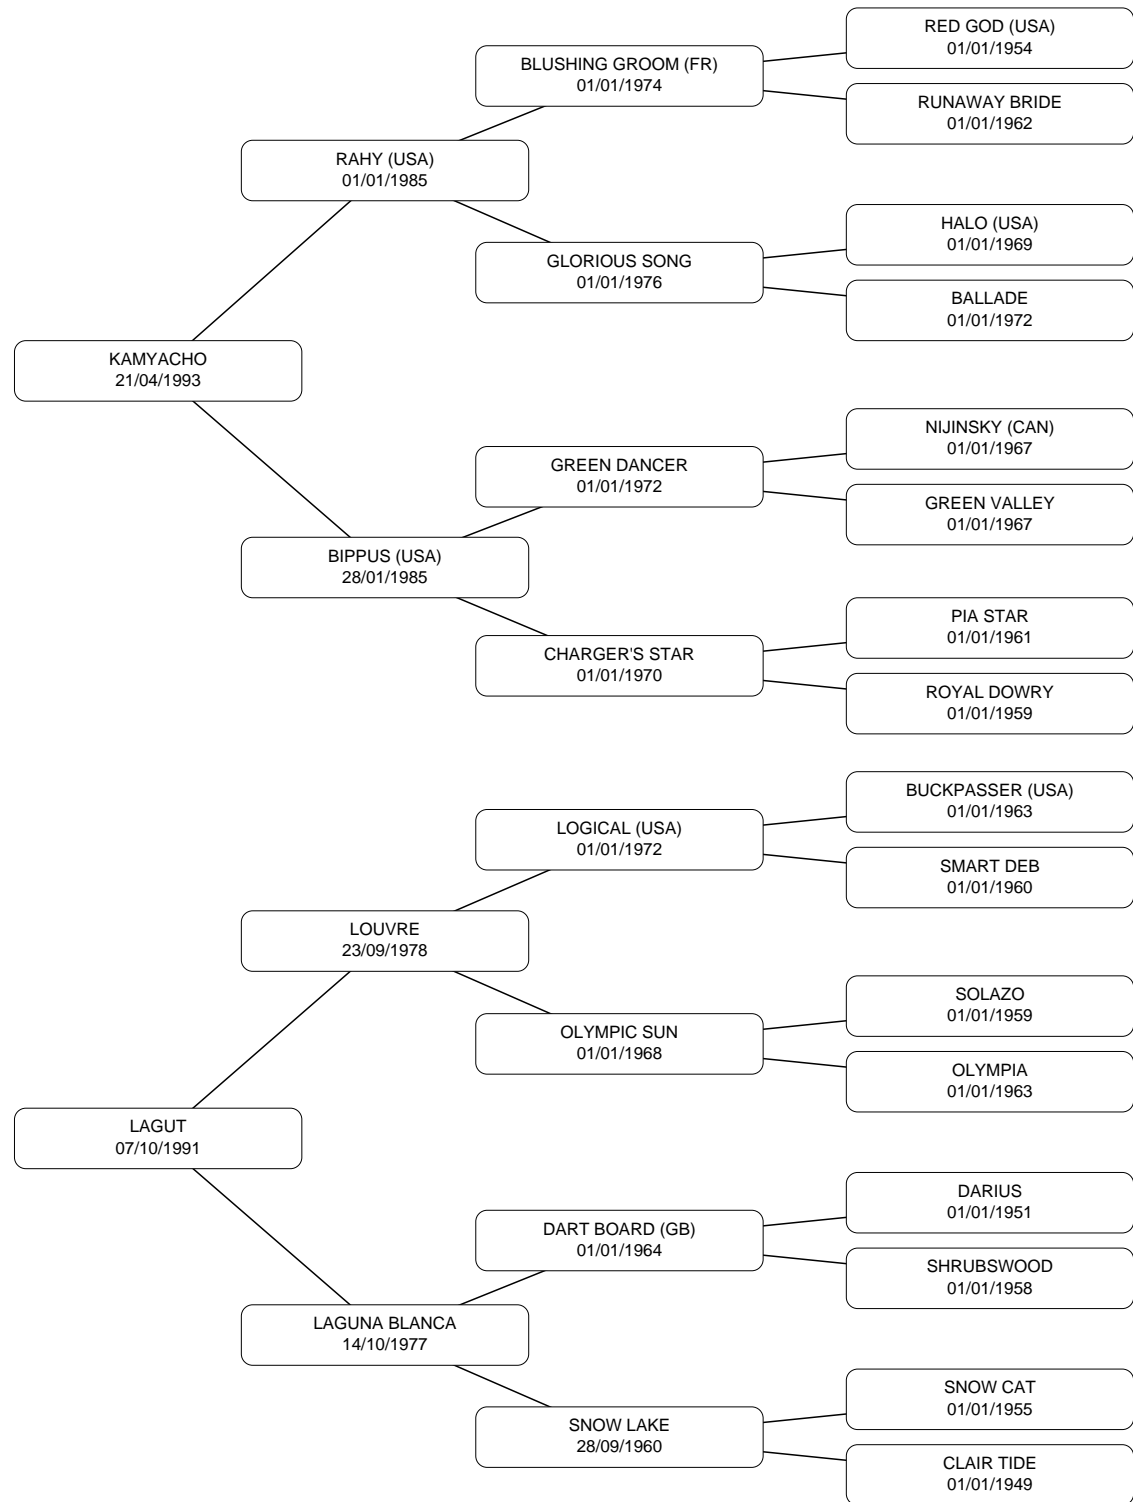 RED GOD (USA)
01/01/1954
BLUSHING GROOM (FR)
01/01/1974
RUNAWAY BRIDE
01/01/1962
RAHY (USA)
01/01/1985
HALO (USA)
01/01/1969
GLORIOUS SONG
01/01/1976
BALLADE
01/01/1972
KAMYACHO
21/04/1993
NIJINSKY (CAN)
01/01/1967
GREEN DANCER
01/01/1972
GREEN VALLEY
01/01/1967
BIPPUS (USA)
28/01/1985
PIA STAR
01/01/1961
CHARGER'S STAR
01/01/1970
ROYAL DOWRY
01/01/1959
BUCKPASSER (USA)
01/01/1963
LOGICAL (USA)
01/01/1972
SMART DEB
01/01/1960
LOUVRE
23/09/1978
SOLAZO
01/01/1959
OLYMPIC SUN
01/01/1968
OLYMPIA
01/01/1963
LAGUT
07/10/1991
DARIUS
01/01/1951
DART BOARD (GB)
01/01/1964
SHRUBSWOOD
01/01/1958
LAGUNA BLANCA
14/10/1977
SNOW CAT
01/01/1955
SNOW LAKE
28/09/1960
CLAIR TIDE
01/01/1949